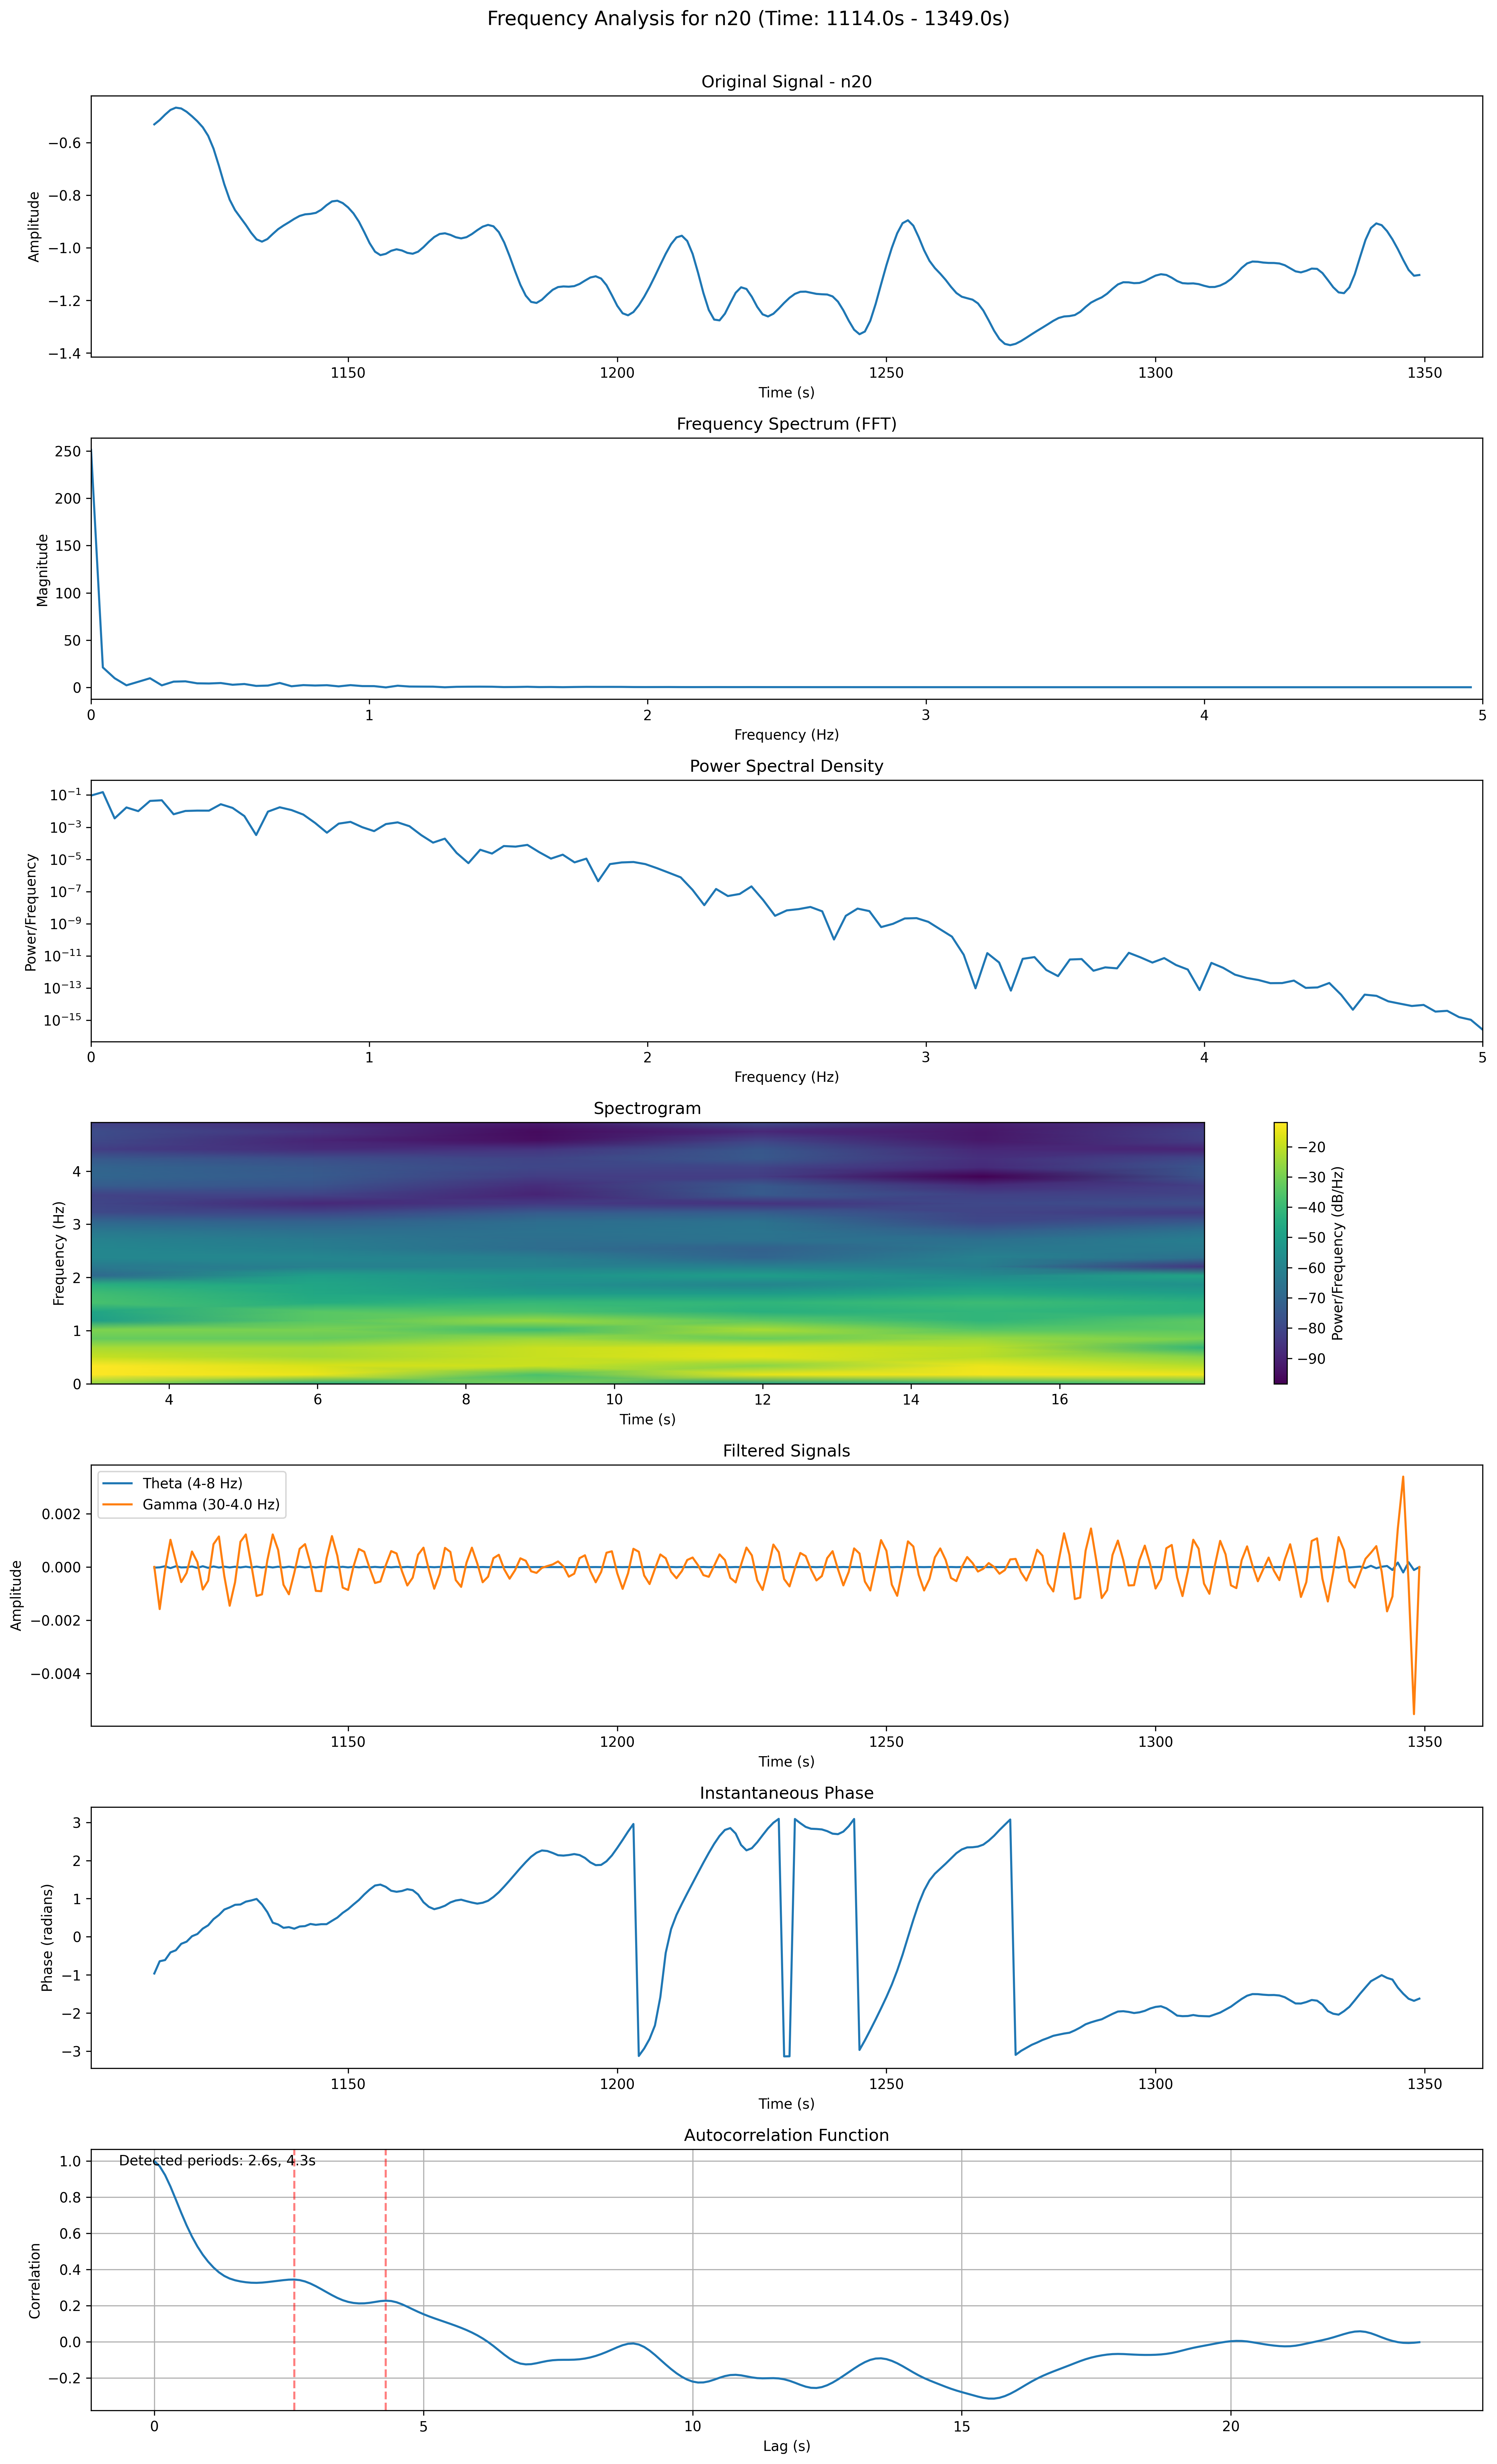 Frequency Analysis for n20 (Time: 1114.0s - 1349.0s)
Original Signal - n20
Amplitude
−0.6
−0.8
−1.0
−1.2
−1.4
1150 1200 1250 1300 1350
Time (s)
Frequency Spectrum (FFT)
Magnitude
250
200
150
100
50
0
0 1 2 3 4 5
Frequency (Hz)
Power Spectral Density
Power/Frequency
10⁻¹
10⁻³
10⁻⁵
10⁻⁷
10⁻⁹
10⁻¹¹
10⁻¹³
10⁻¹⁵
0 1 2 3 4 5
Frequency (Hz)
Spectrogram
Frequency (Hz)
4
3
2
1
0
4 6 8 10 12 14 16
Time (s)
−20
−30
−40
−50
−60
−70
−80
−90
Power/Frequency (dB/Hz)
Filtered Signals
Theta (4-8 Hz)
Gamma (30-4.0 Hz)
Amplitude
0.002
0.000
−0.002
−0.004
1150 1200 1250 1300 1350
Time (s)
Instantaneous Phase
Phase (radians)
3
2
1
0
−1
−2
−3
1150 1200 1250 1300 1350
Time (s)
Autocorrelation Function
Detected periods: 2.6s, 4.3s
Correlation
1.0
0.8
0.6
0.4
0.2
0.0
−0.2
0 5 10 15 20
Lag (s)